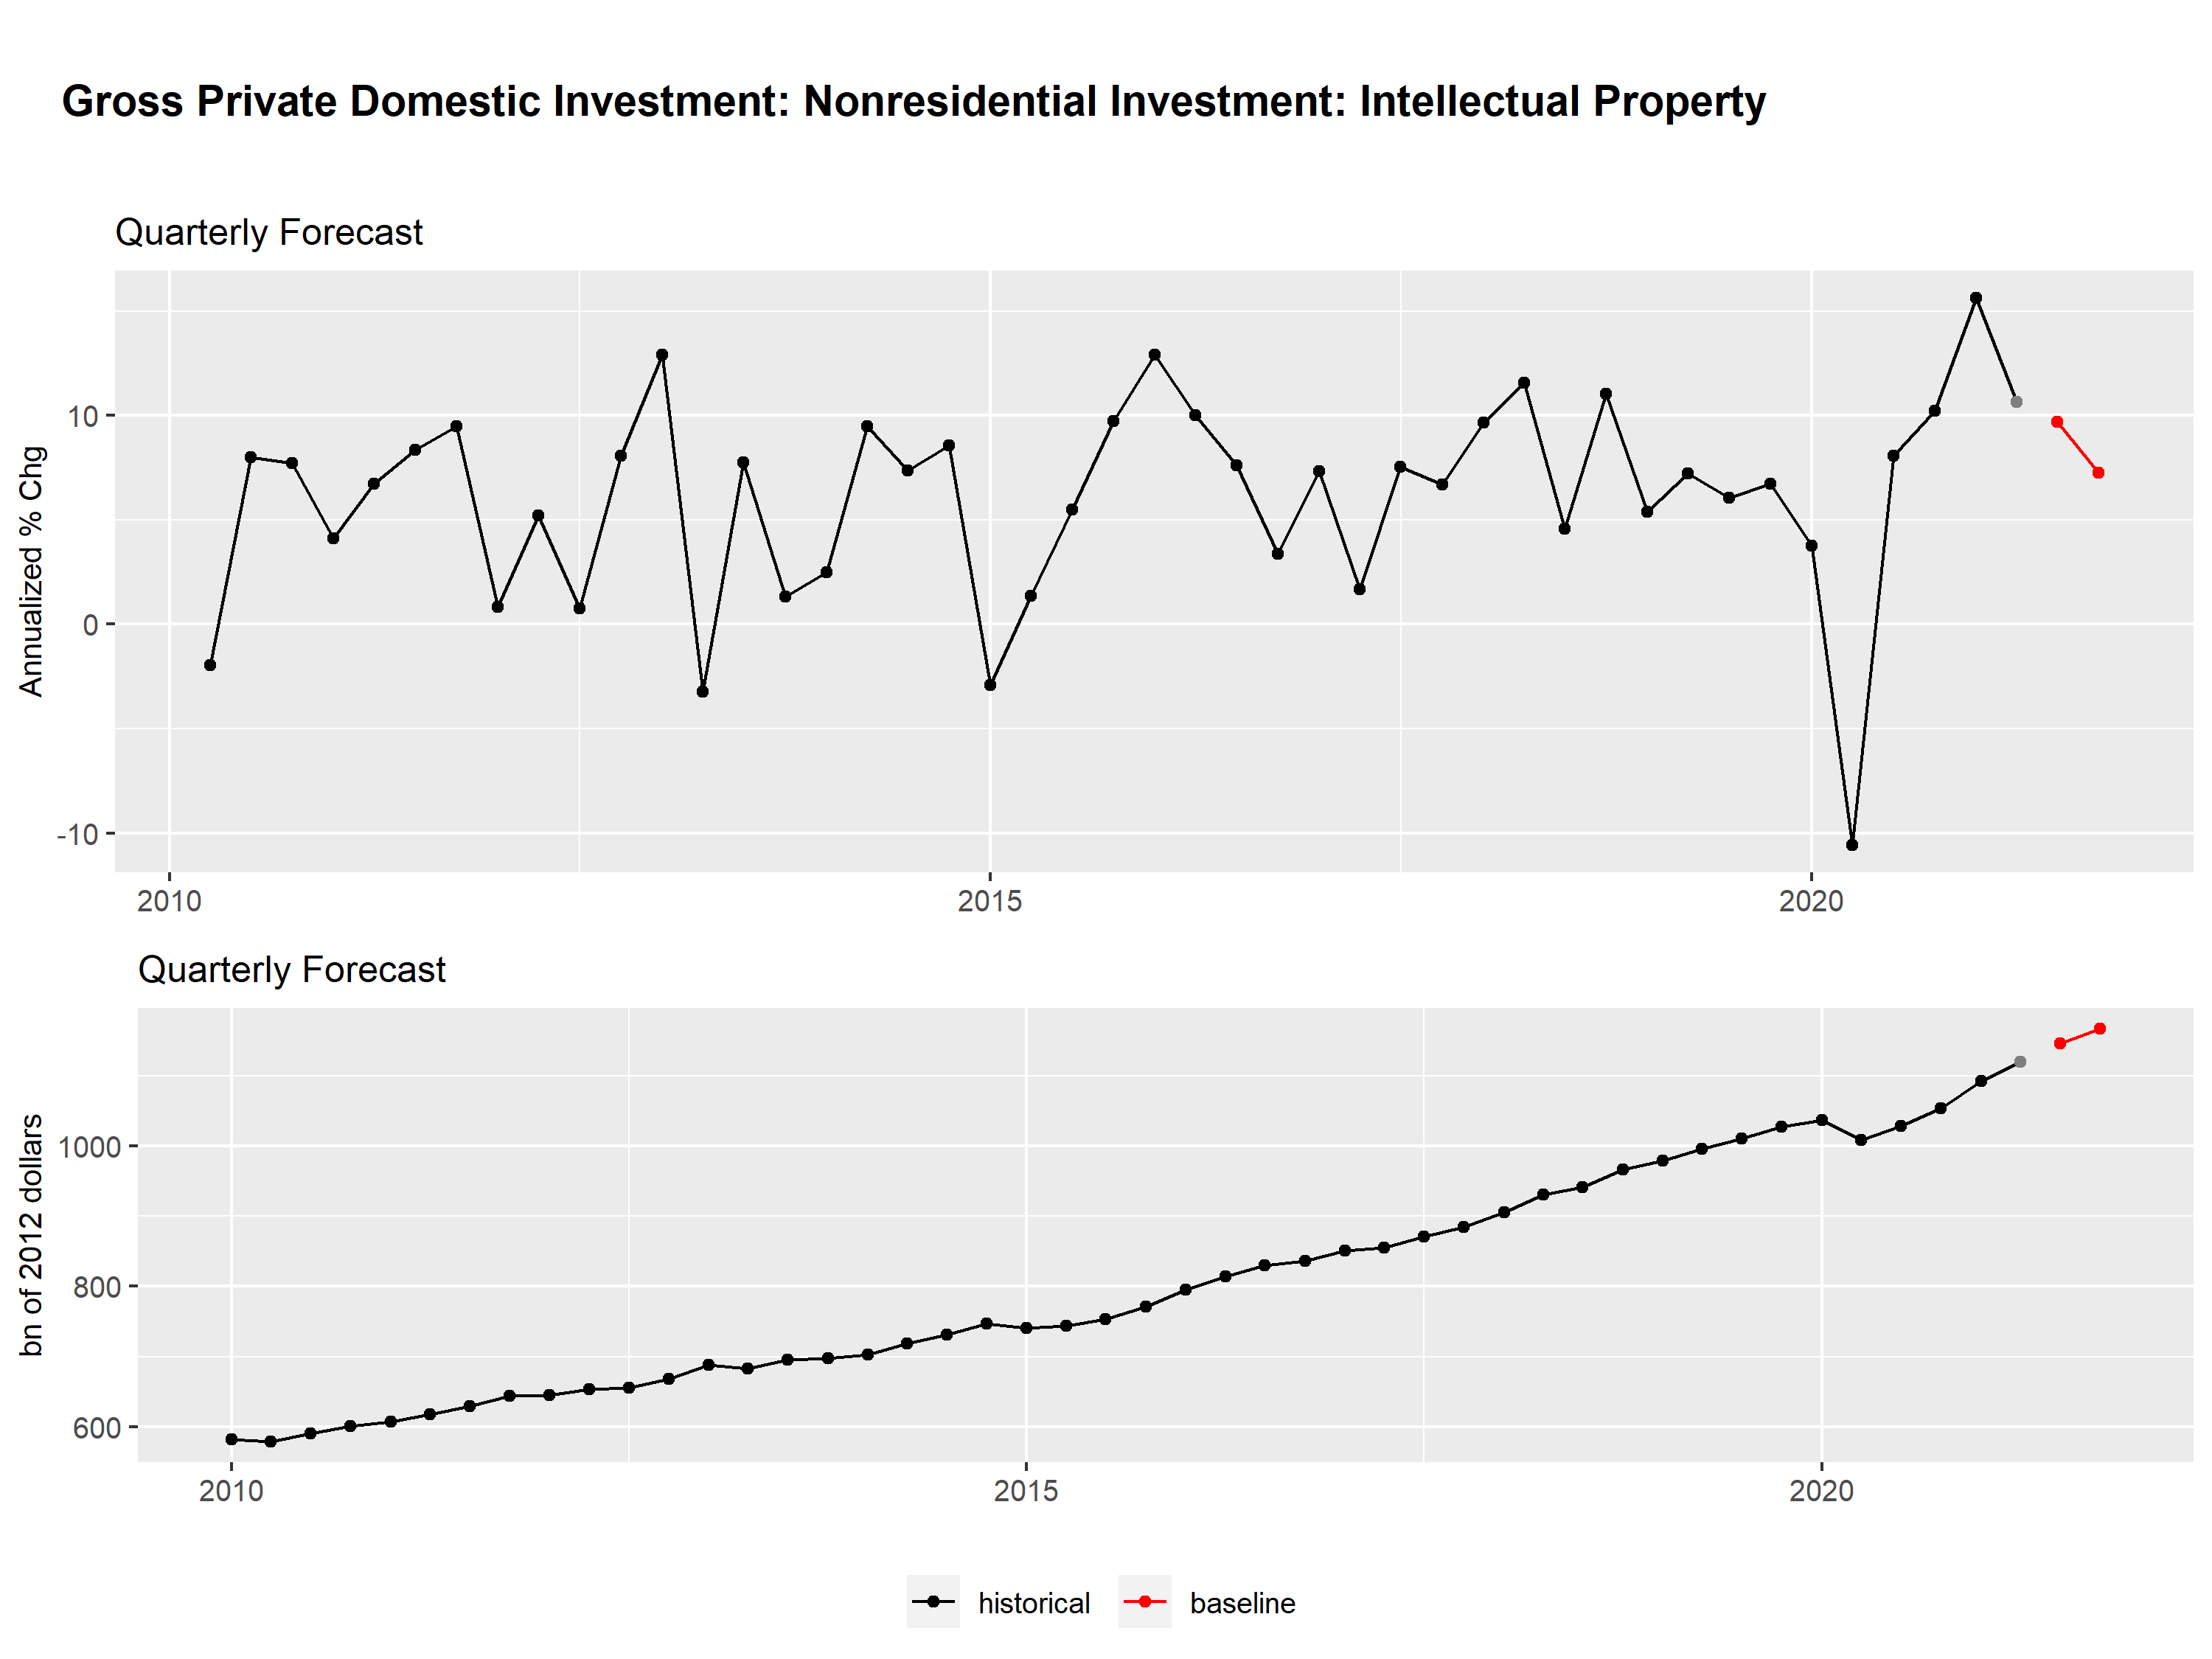 Gross Private Domestic Investment: Nonresidential Investment: Intellectual Property
Quarterly Forecast
Annualized % Chg
10
0
-10
2010
2015
2020
Quarterly Forecast
bn of 2012 dollars
1000
800
600
2010
2015
2020
historical
baseline